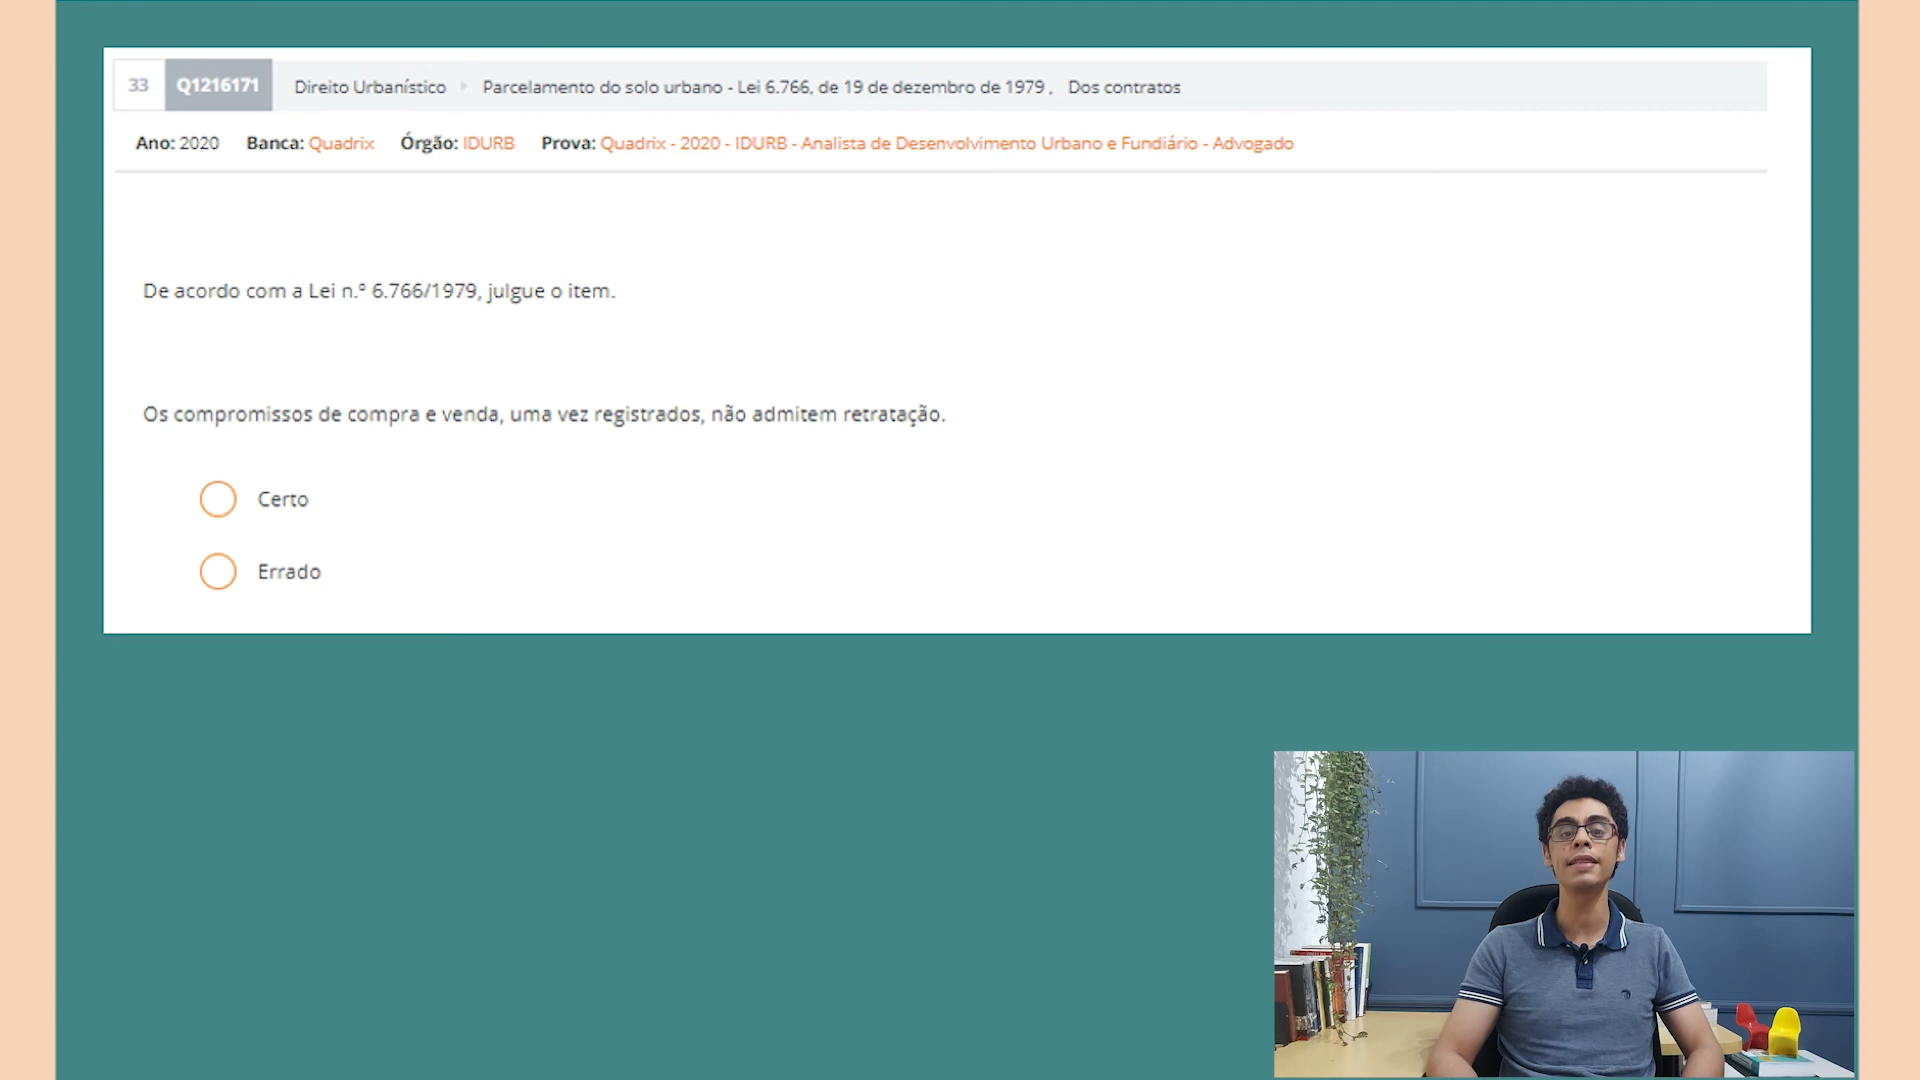 33 Q1216171 Direito Urbanístico Parcelamento do solo urbano - Lei 6.766, de 19 de dezembro de 1979 , Dos contratos
Ano: 2020 Banca: Quadrix Órgão: IDURB Prova: Quadrix - 2020 - IDURB - Analista de Desenvolvimento Urbano e Fundiário - Advogado
De acordo com a Lei n.º 6.766/1979, julgue o item.
Os compromissos de compra e venda, uma vez registrados, não admitem retratação.
Certo
Errado